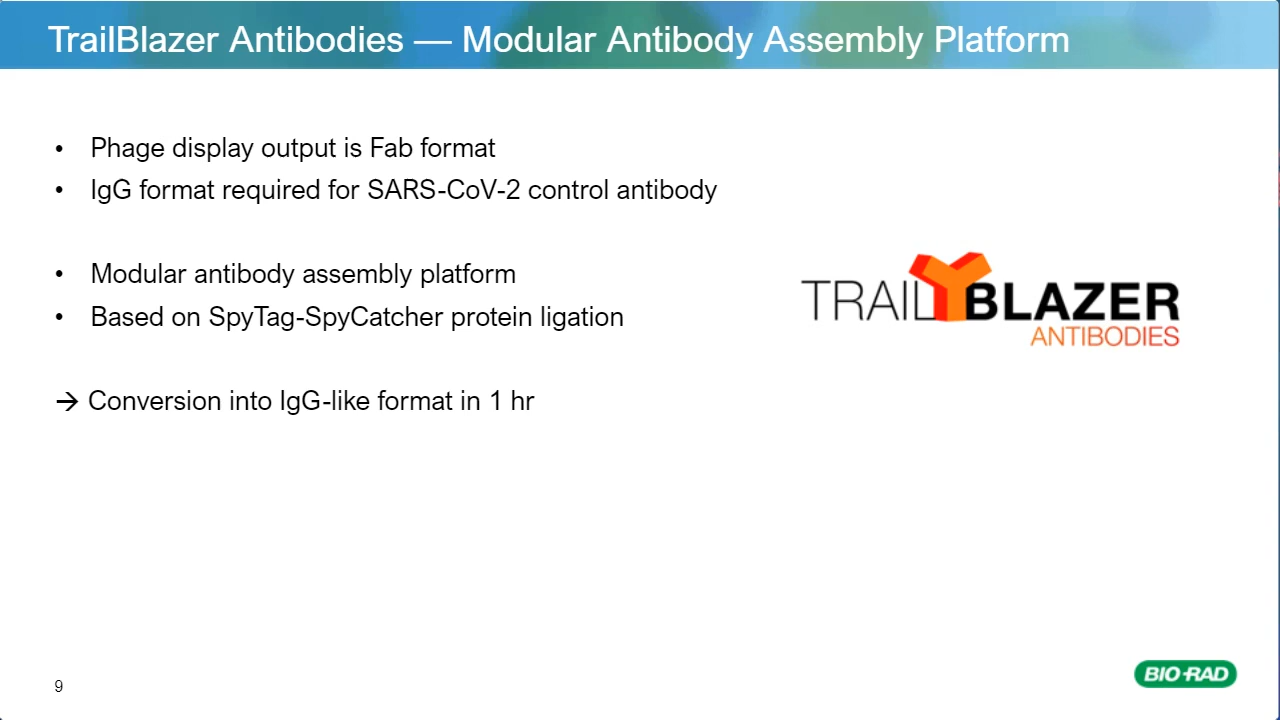 TrailBlazer Antibodies — Modular Antibody Assembly Platform
• Phage display output is Fab format
• IgG format required for SARS-CoV-2 control antibody
• Modular antibody assembly platform
• Based on SpyTag-SpyCatcher protein ligation
→ Conversion into IgG-like format in 1 hr
TRAILBLAZER
ANTIBODIES
9
BIO-RAD